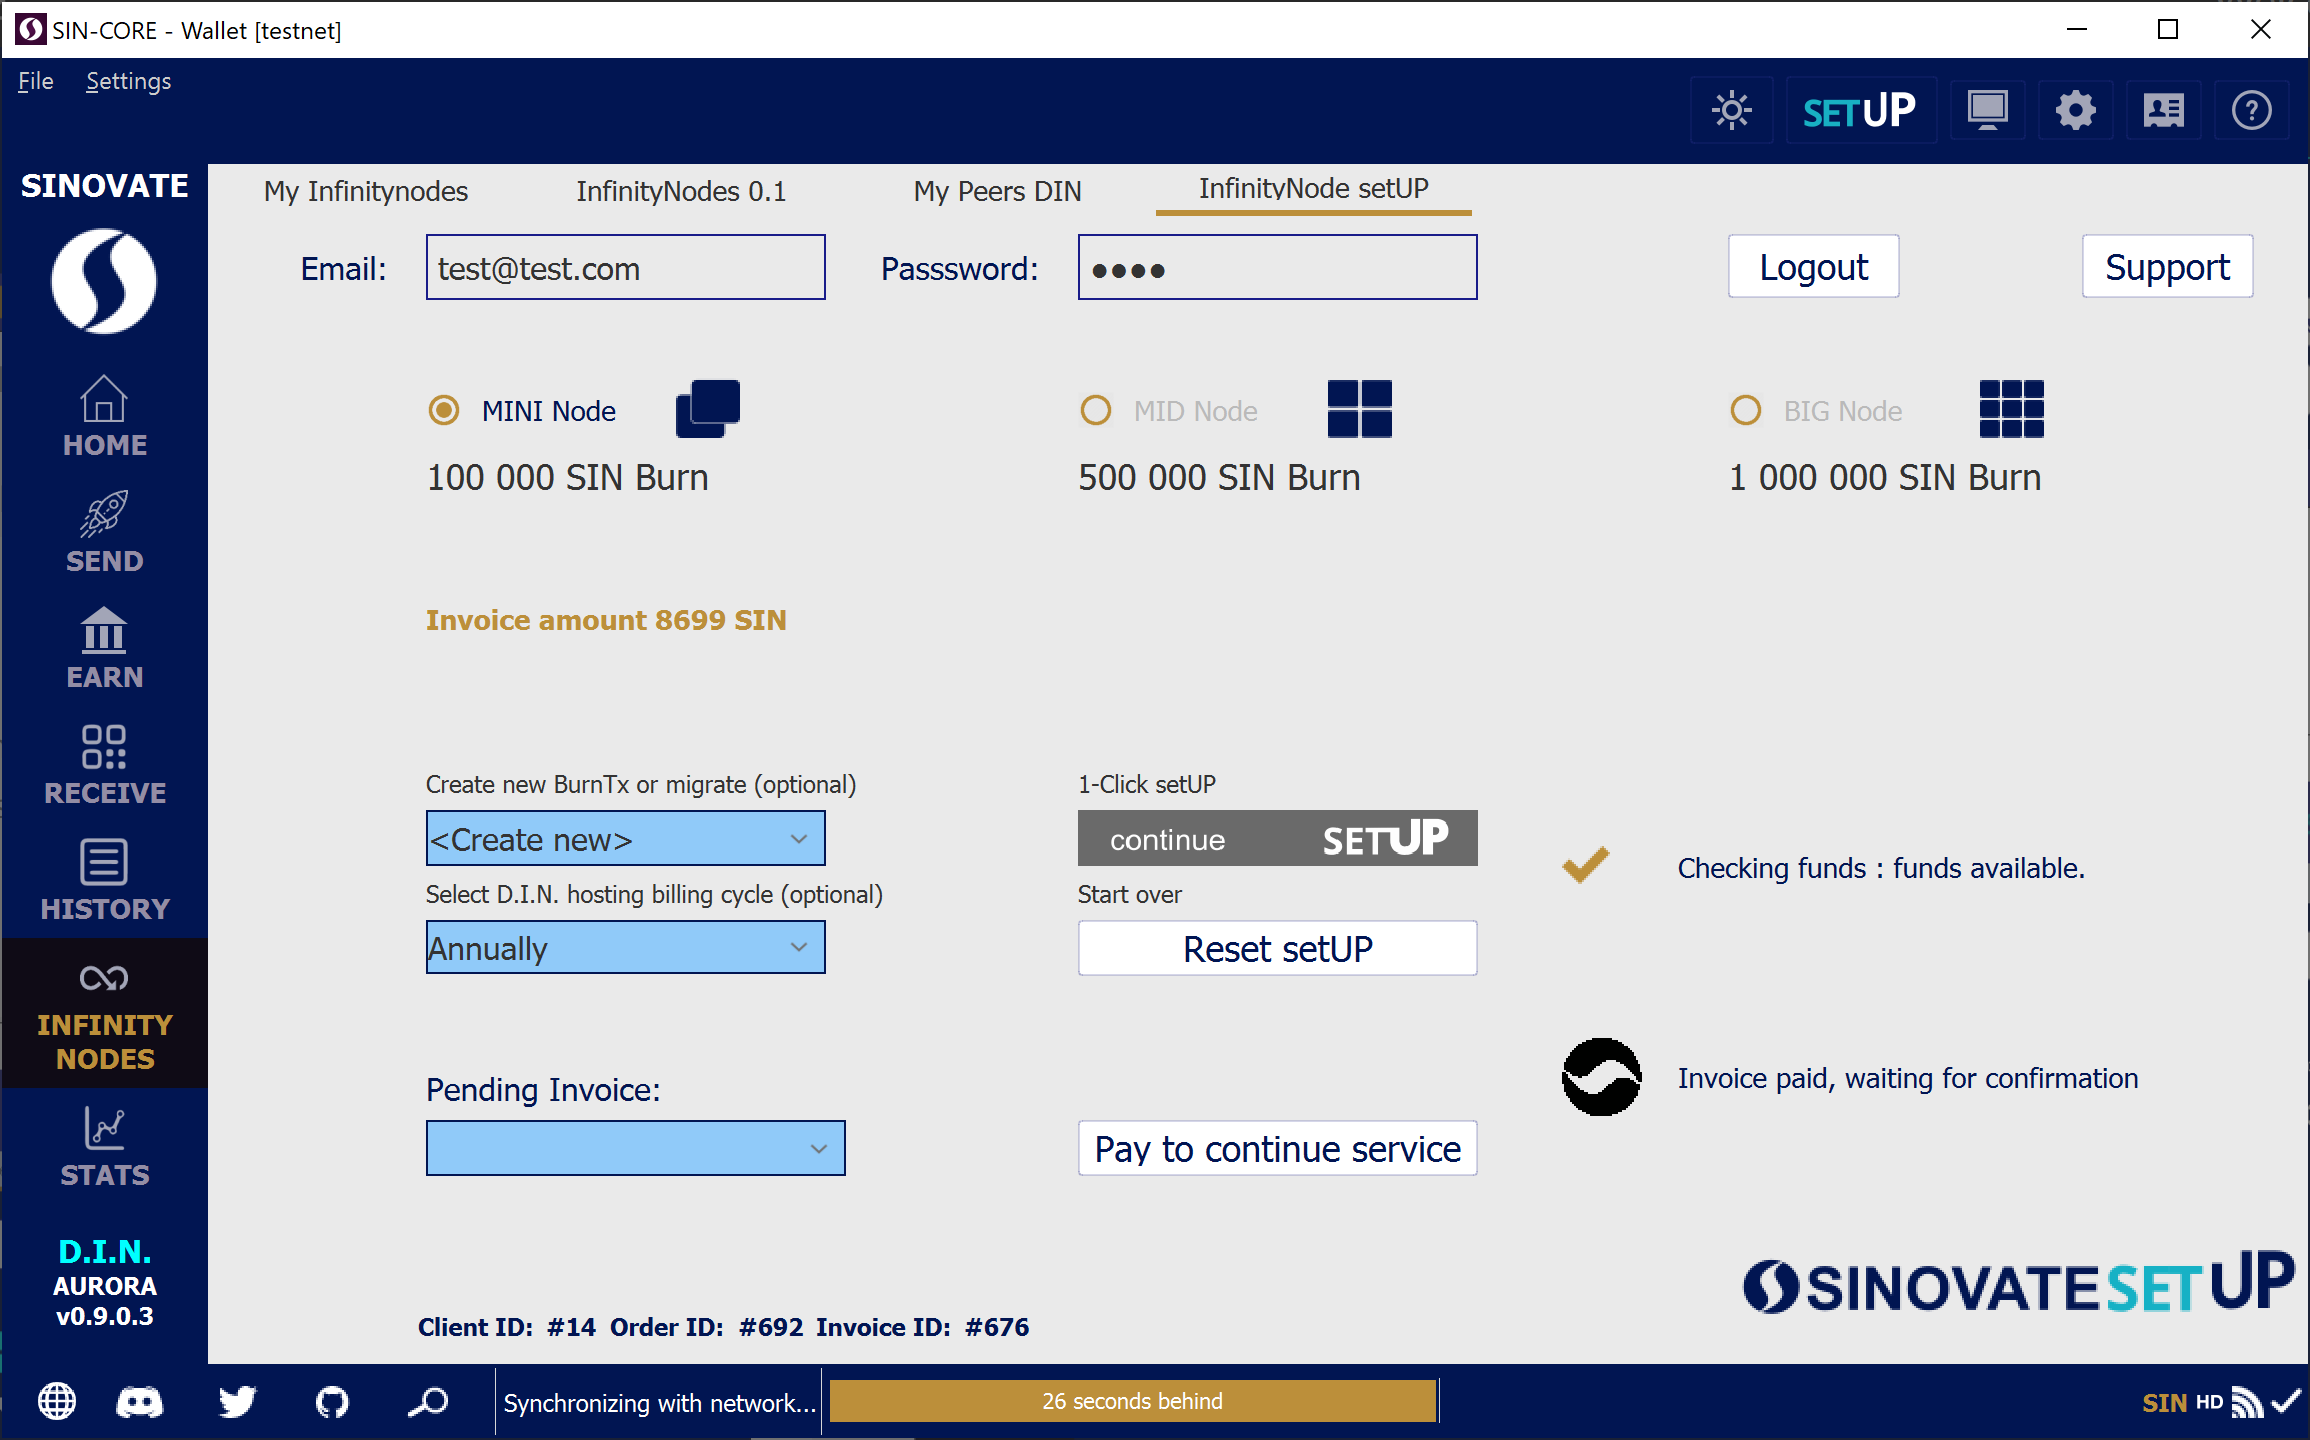 SIN-CORE - Wallet [testnet]
File Settings
SETUP
?
SINOVATE
My Infinitynodes InfinityNodes 0.1 My Peers DIN InfinityNode setUP
Email: test@test.com Passsword: ●●●● Logout Support
HOME
MINI Node MID Node BIG Node
100 000 SIN Burn 500 000 SIN Burn 1 000 000 SIN Burn
SEND
Invoice amount 8699 SIN
EARN
RECEIVE
Create new BurnTx or migrate (optional) 1-Click setUP
<Create new> continue SETUP
Checking funds : funds available.
HISTORY
Select D.I.N. hosting billing cycle (optional) Start over
Annually Reset setUP
INFINITY
NODES
Pending Invoice:
Invoice paid, waiting for confirmation
Pay to continue service
STATS
D.I.N.
AURORA
v0.9.0.3
SINOVATE SETUP
Client ID: #14 Order ID: #692 Invoice ID: #676
Synchronizing with network... 26 seconds behind SIN HD